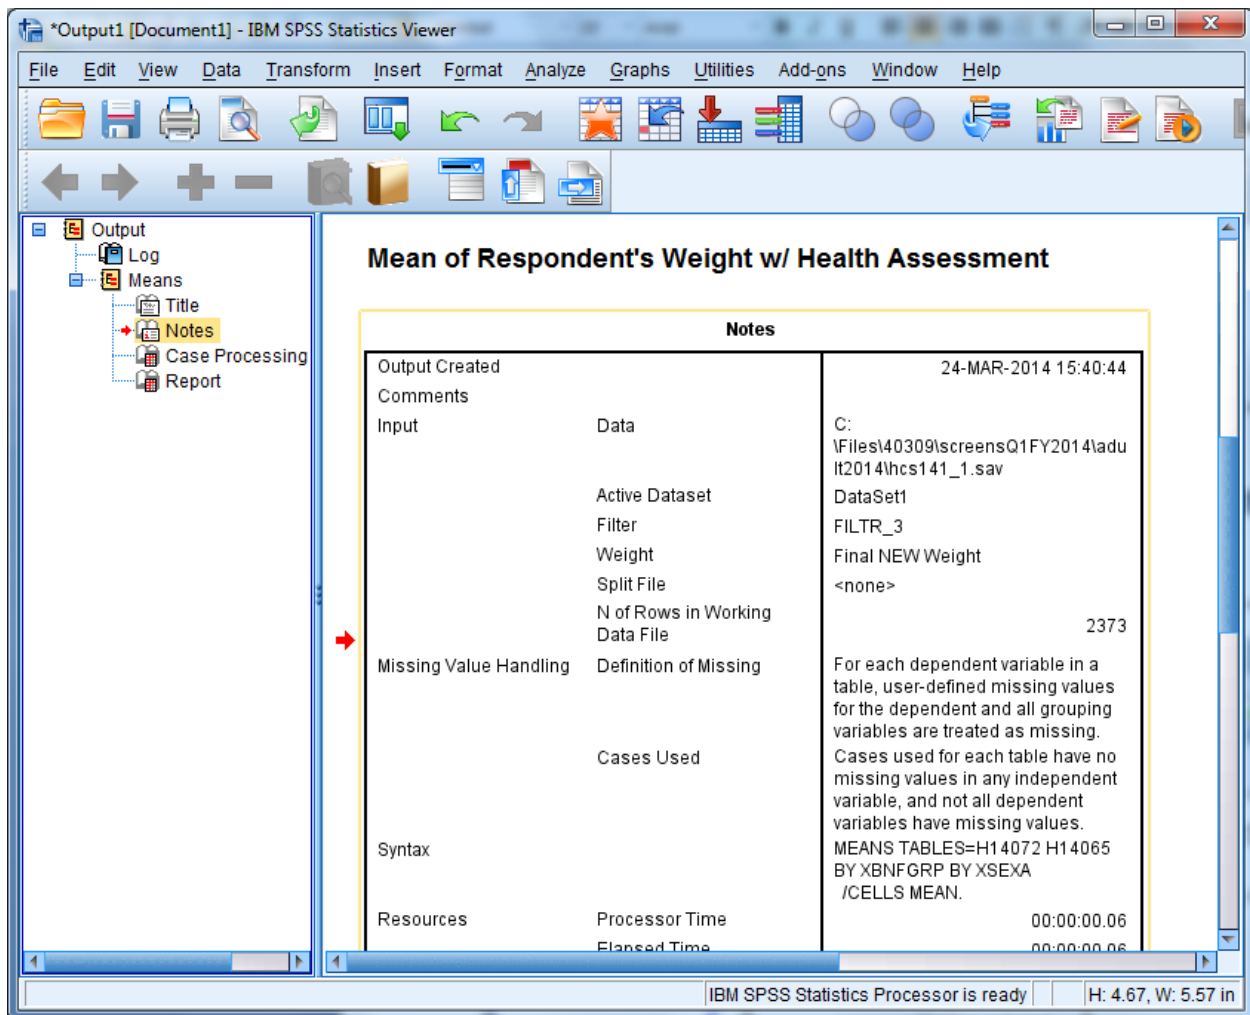 *Output1 [Document1] - IBM SPSS Statistics Viewer
File Edit View Data Transform Insert Format Analyze Graphs Utilities Add-ons Window Help
Output
Log
Means
Title
Notes
Case Processing
Report
Mean of Respondent's Weight w/ Health Assessment
Notes
Output Created 24-MAR-2014 15:40:44
Comments
Input Data C:
\Files\40309\screensQ1FY2014\adu
lt2014\hcs141_1.sav
Active Dataset DataSet1
Filter FILTR_3
Weight Final NEW Weight
Split File <none>
N of Rows in Working
Data File 2373
Missing Value Handling Definition of Missing For each dependent variable in a
table, user-defined missing values
for the dependent and all grouping
variables are treated as missing.
Cases Used Cases used for each table have no
missing values in any independent
variable, and not all dependent
variables have missing values.
Syntax MEANS TABLES=H14072 H14065
BY XBNFGRP BY XSEXA
/CELLS MEAN.
Resources Processor Time 00:00:00.06
Elapsed Time 00:00:00.06
IBM SPSS Statistics Processor is ready H: 4.67, W: 5.57 in